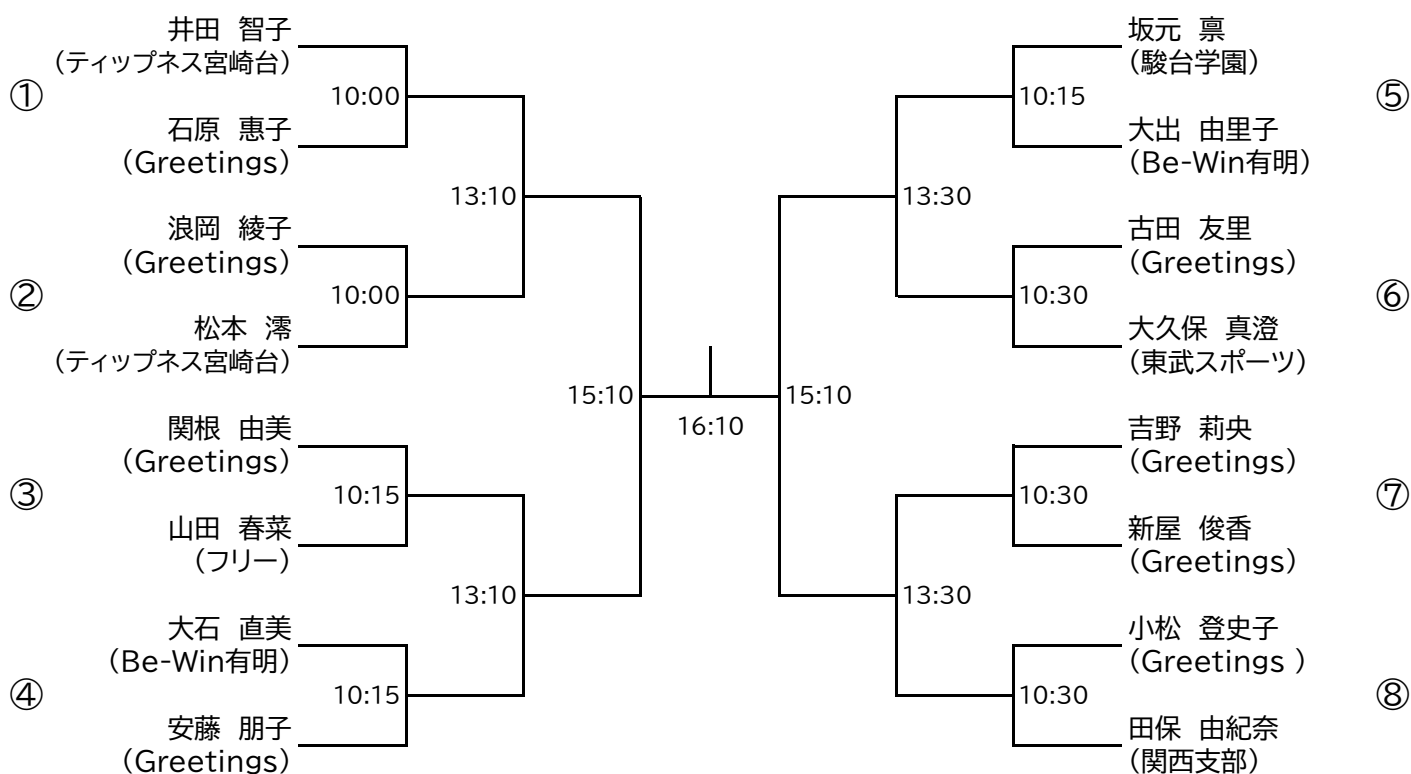 井田 智子
（ティップネス宮崎台）
①
10:00
石原 惠子
（Greetings）
13:10
浪岡 綾子
（Greetings）
②
10:00
松本 澪
（ティップネス宮崎台）
15:10
関根 由美
（Greetings）
③
10:15
山田 春菜
（フリー）
13:10
大石 直美
（Be-Win有明）
④
10:15
安藤 朋子
（Greetings）
16:10
坂元 禀
（駿台学園）
10:15
⑤
大出 由里子
（Be-Win有明）
13:30
古田 友里
（Greetings）
10:30
⑥
大久保 真澄
（東武スポーツ）
15:10
吉野 莉央
（Greetings）
10:30
⑦
新屋 俊香
（Greetings）
13:30
小松 登史子
（Greetings ）
10:30
⑧
田保 由紀奈
（関西支部）